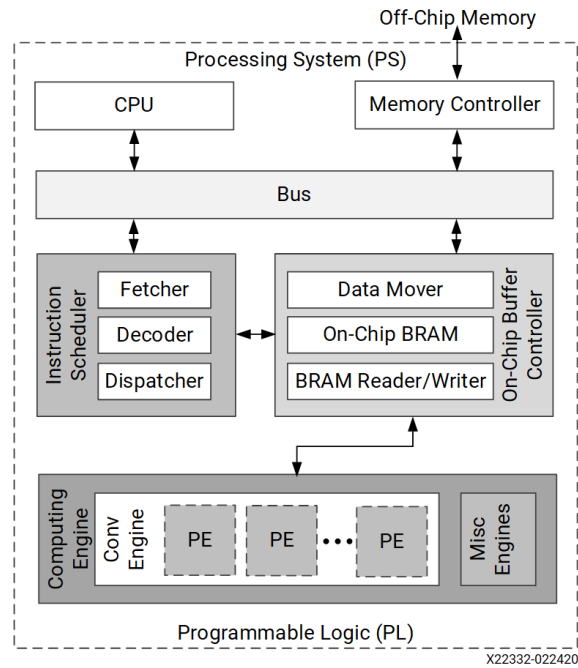 Off-Chip Memory
Processing System (PS)
CPU
Memory Controller
Bus
Instruction
Scheduler
Fetcher
Decoder
Dispatcher
Data Mover
On-Chip BRAM
BRAM Reader/Writer
On-Chip Buffer
Controller
Computing
Engine
Conv
Engine
PE
PE
PE
Misc
Engines
Programmable Logic (PL)
X22332-022420